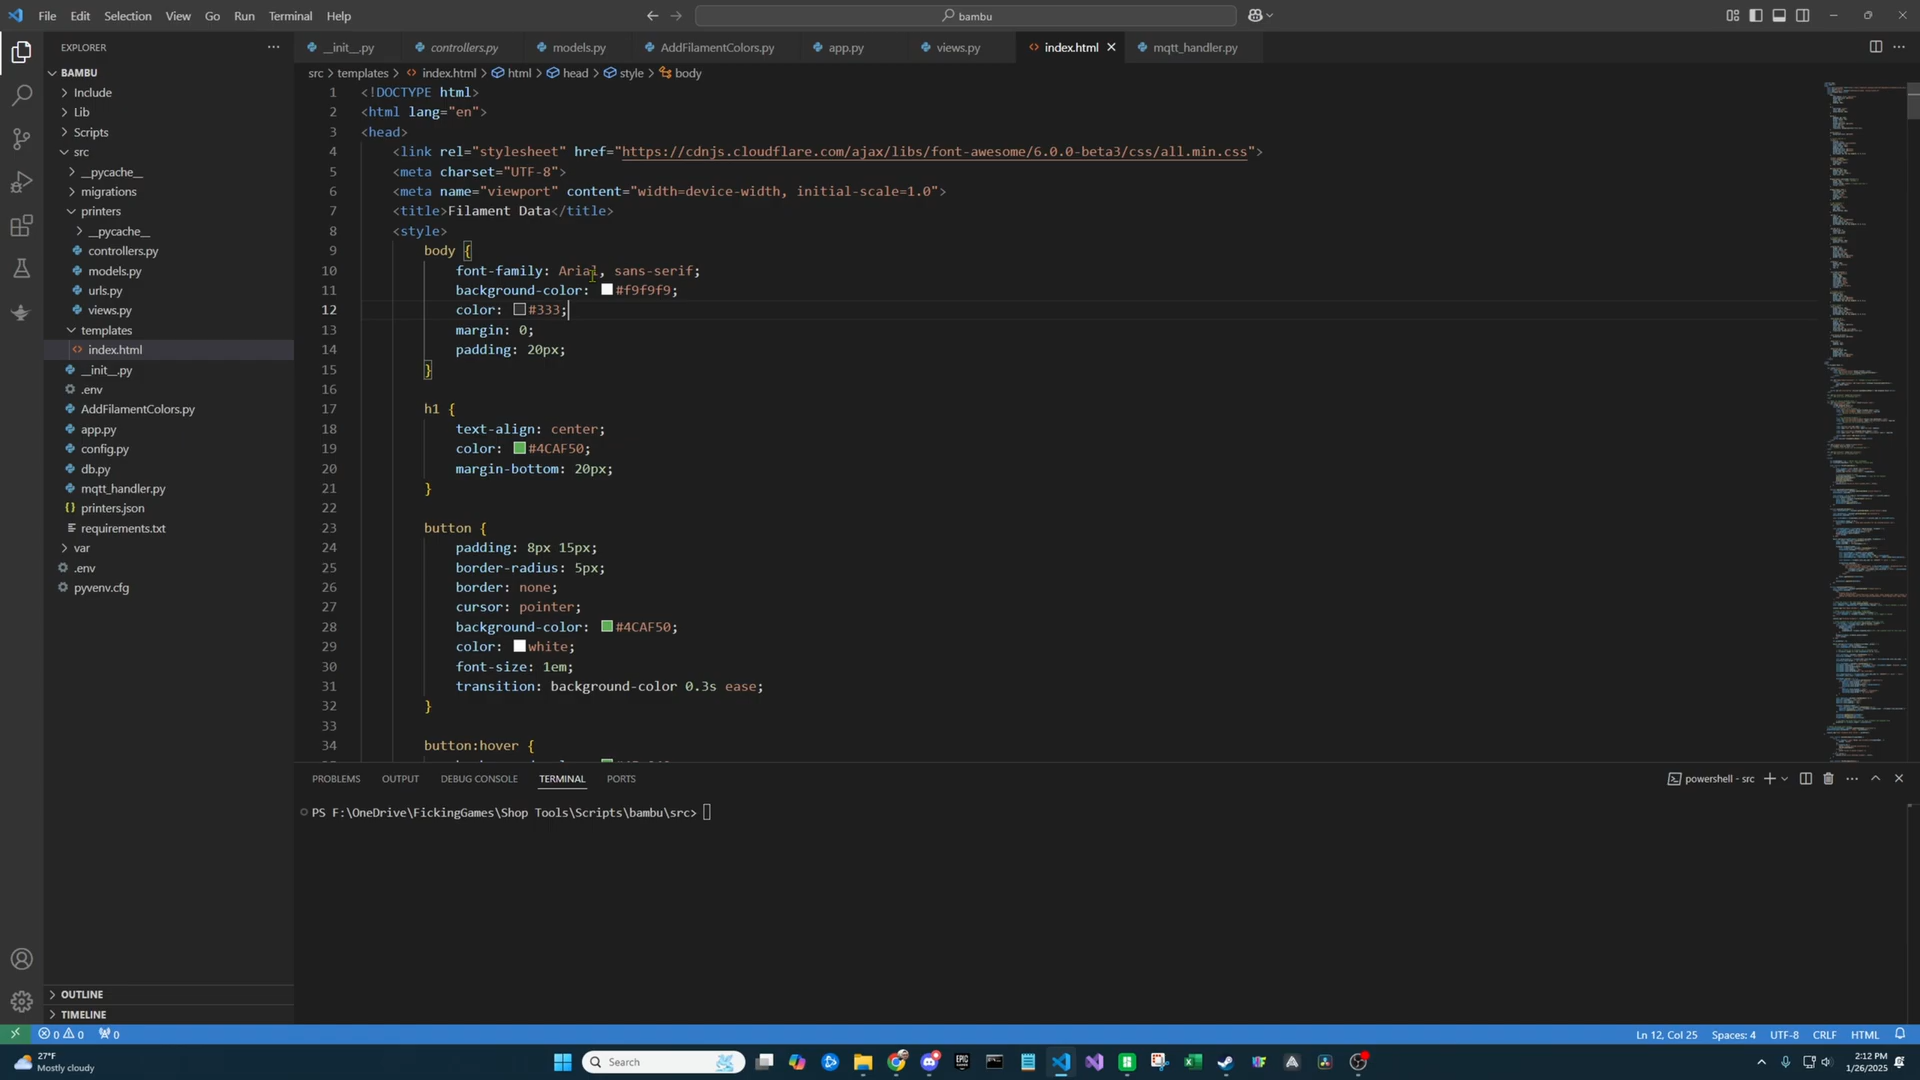 File Edit Selection View Go Run Terminal Help
bambu
EXPLORER
__init__.py controllers.py models.py AddFilamentColors.py app.py views.py index.html mqtt_handler.py
src > templates > index.html > html > head > style > body
BAMBU
Include
Lib
Scripts
src
__pycache__
migrations
printers
__pycache__
controllers.py
models.py
urls.py
views.py
templates
index.html
__init__.py
.env
AddFilamentColors.py
app.py
config.py
db.py
mqtt_handler.py
printers.json
requirements.txt
var
.env
pyvenv.cfg
OUTLINE
TIMELINE
1 <!DOCTYPE html>
2 <html lang="en">
3 <head>
4 <link rel="stylesheet" href="https://cdnjs.cloudflare.com/ajax/libs/font-awesome/6.0.0-beta3/css/all.min.css">
5 <meta charset="UTF-8">
6 <meta name="viewport" content="width=device-width, initial-scale=1.0">
7 <title>Filament Data</title>
8 <style>
9 body {
10 font-family: Arial, sans-serif;
11 background-color: #f9f9f9;
12 color: #333;
13 margin: 0;
14 padding: 20px;
15 }
16
17 h1 {
18 text-align: center;
19 color: #4CAF50;
20 margin-bottom: 20px;
21 }
22
23 button {
24 padding: 8px 15px;
25 border-radius: 5px;
26 border: none;
27 cursor: pointer;
28 background-color: #4CAF50;
29 color: white;
30 font-size: 1em;
31 transition: background-color 0.3s ease;
32 }
33
34 button:hover {
PROBLEMS OUTPUT DEBUG CONSOLE TERMINAL PORTS
powershell - src
PS F:\OneDrive\FickingGames\Shop Tools\Scripts\bambu\src>
0 0 0
Ln 12, Col 25 Spaces: 4 UTF-8 CRLF HTML
27°F
Mostly cloudy
Search
EPIC
GAMES
2:12 PM
1/26/2025